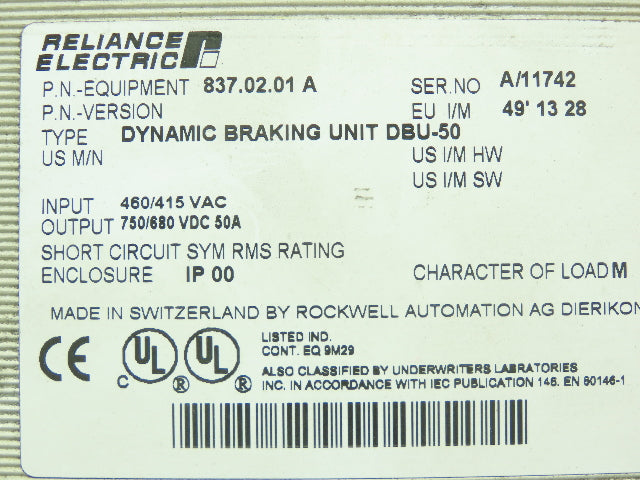 RELIANCE
ELECTRIC
P.N.-EQUIPMENT 837.02.01 A SER.NO A/11742
P.N.-VERSION EU I/M 49' 13 28
TYPE DYNAMIC BRAKING UNIT DBU-50
US M/N US I/M HW
US I/M SW
INPUT 460/415 VAC
OUTPUT 750/680 VDC 50A
SHORT CIRCUIT SYM RMS RATING
ENCLOSURE IP 00 CHARACTER OF LOAD M
MADE IN SWITZERLAND BY ROCKWELL AUTOMATION AG DIERIKON
CE C UL ® UL ® LISTED IND.
CONT. EQ 9M29
ALSO CLASSIFIED BY UNDERWRITERS LABRATORIES
INC. IN ACCORDANCE WITH IEC PUBLICATION 146. EN 60146-1